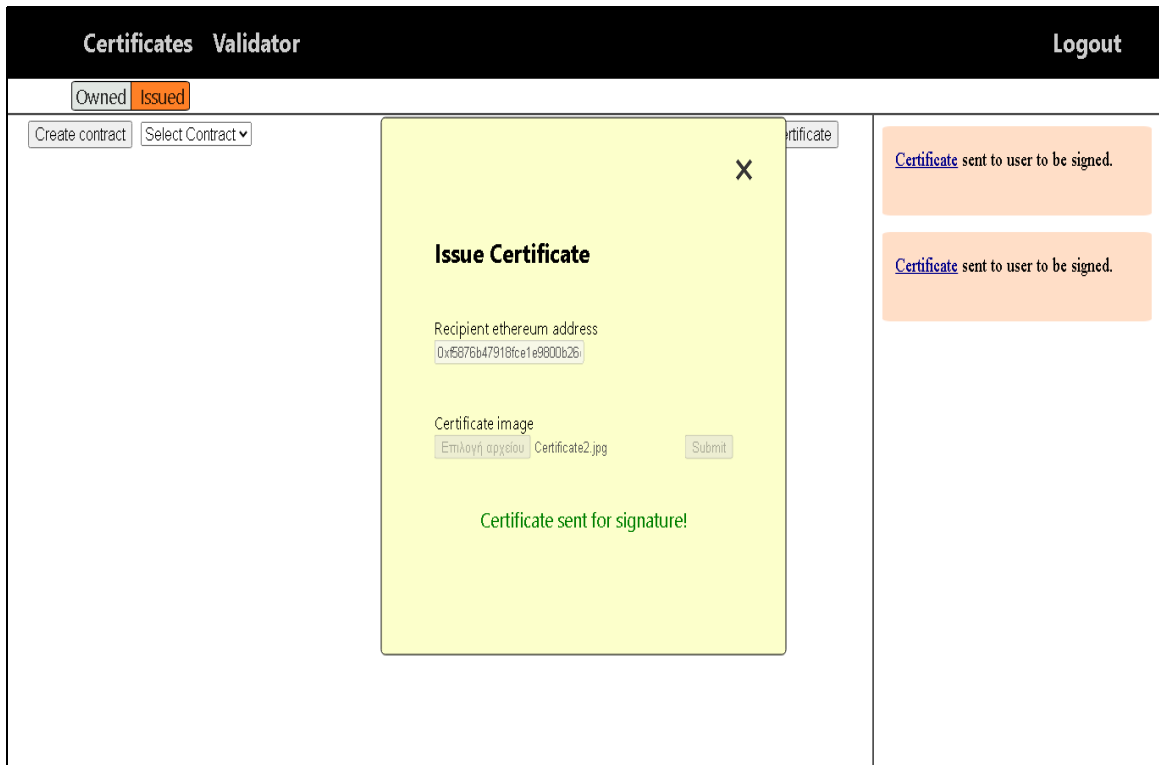 Certificates Validator Logout
Owned Issued
Create contract Select Contract rtificate
X
Issue Certificate
Recipient ethereum address
0xf5876b47918fce1e9800b26
Certificate image
Επιλογή αρχείου Certificate2.jpg Submit
Certificate sent for signature!
Certificate sent to user to be signed.
Certificate sent to user to be signed.